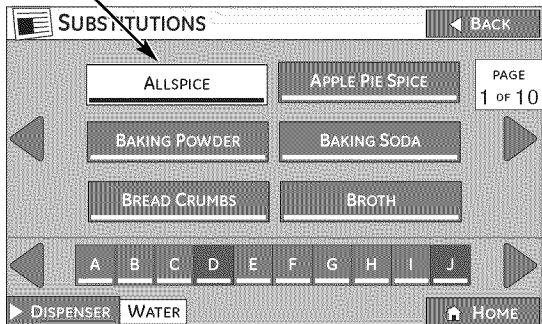 SUBSTITUTIONS BACK
ALLSPICE APPLE PIE SPICE PAGE
1 OF 10
BAKING POWDER BAKING SODA
BREAD CRUMBS BROTH
A B C D E F G H I J
DISPENSER WATER HOME